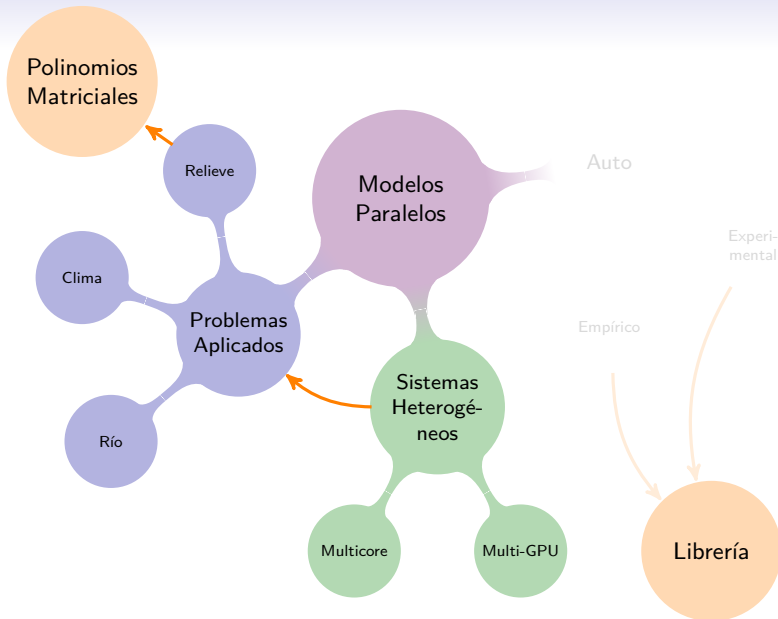 Polinomios
Matriciales
Relieve
Modelos
Paralelos
Auto
Experi-
mental
Clima
Problemas
Aplicados
Empírico
Sistemas
Heterogé-
neos
Río
Multicore
Multi-GPU
Librería